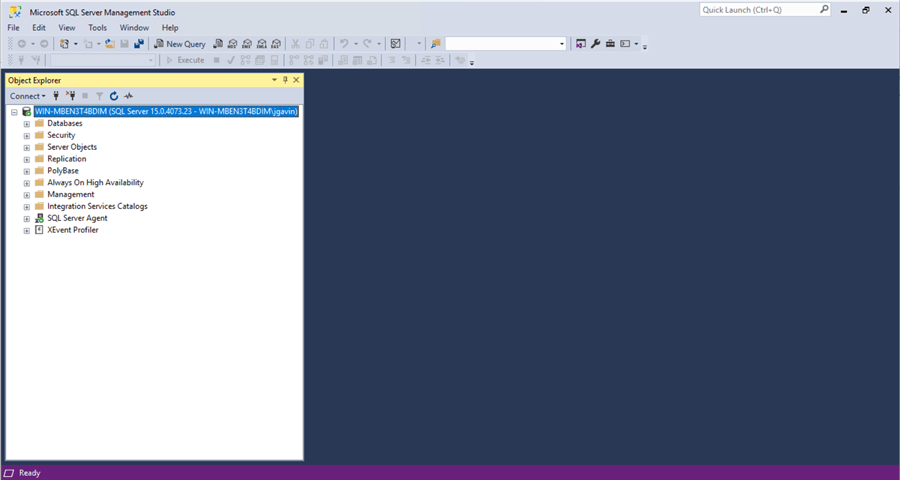 Microsoft SQL Server Management Studio
Quick Launch (Ctrl+Q)
File Edit View Tools Window Help
New Query
Execute
Object Explorer
Connect
WIN-MBEN3T4BDIM (SQL Server 15.0.4073.23 - WIN-MBEN3T4BDIM\jgavin)
Databases
Security
Server Objects
Replication
PolyBase
Always On High Availability
Management
Integration Services Catalogs
SQL Server Agent
XEvent Profiler
Ready